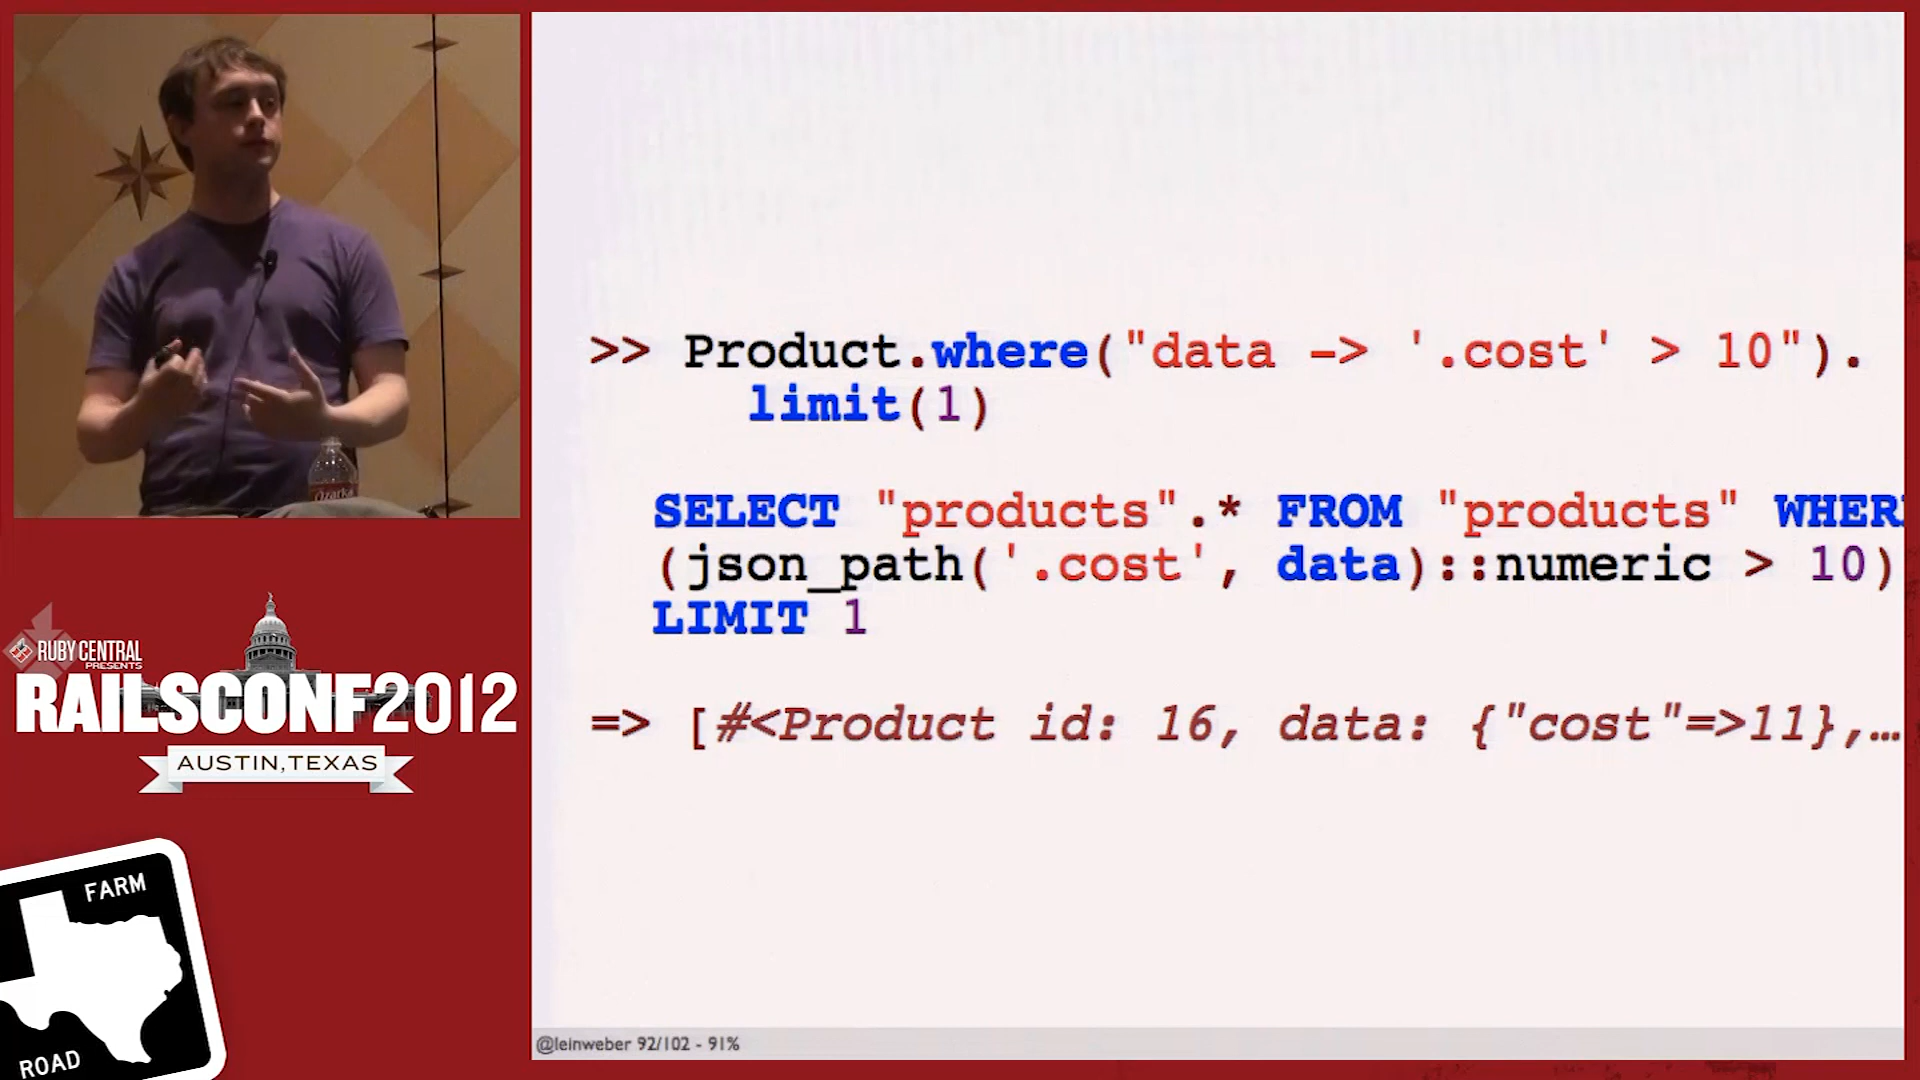 >> Product.where("data -> '.cost' > 10").
limit(1)
SELECT "products".* FROM "products" WHER
(json_path('.cost', data)::numeric > 10)
LIMIT 1
=> [#<Product id: 16, data: {"cost"=>11},…
@leinweber 92/102 - 91%
Ozarka
RUBY CENTRAL
PRESENTS
RAILSCONF2012
AUSTIN, TEXAS
FARM
ROAD